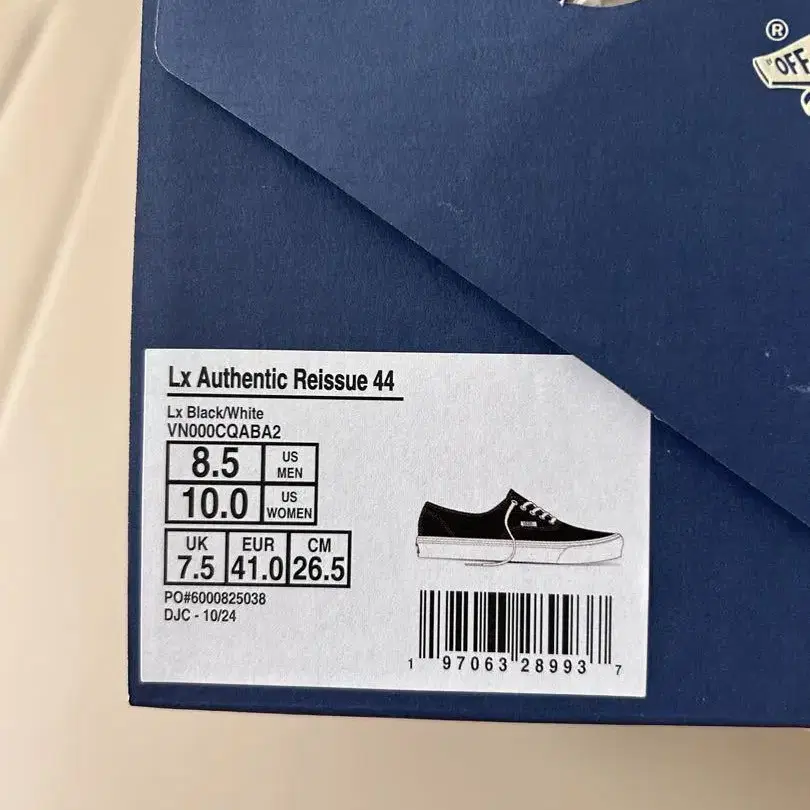 ®
"OFF
Lx Authentic Reissue 44
Lx Black/White
VN000CQABA2
8.5 US MEN
10.0 US WOMEN
UK EUR CM
7.5 41.0 26.5
PO#6000825038
DJC - 10/24
1 97063 28993 7